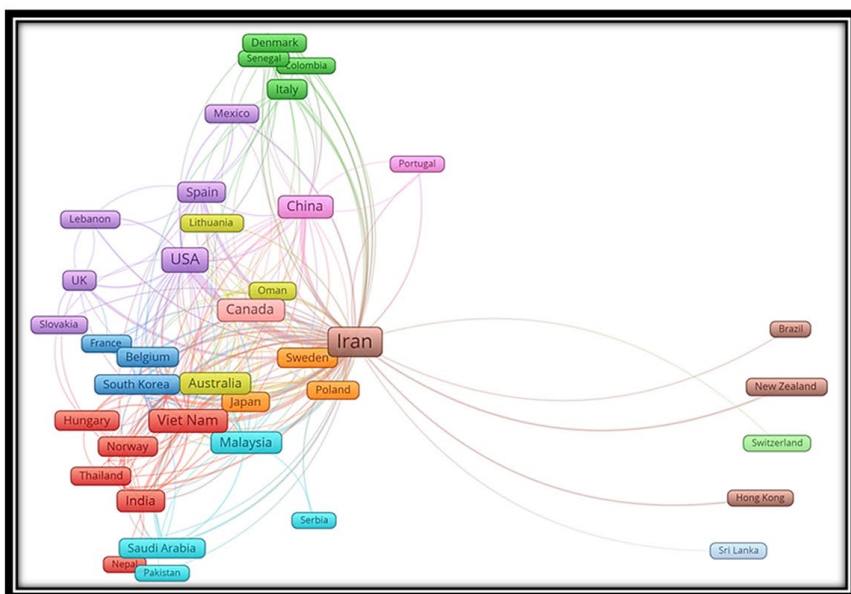 Denmark
Senegal
Colombia
Italy
Mexico
Portugal
Spain
China
Lebanon
Lithuania
USA
UK
Oman
Canada
Slovakia
Brazil
France
Iran
Belgium
Sweden
South Korea
Australia
New Zealand
Poland
Japan
Hungary
Viet Nam
Malaysia
Switzerland
Norway
Thailand
India
Hong Kong
Serbia
Saudi Arabia
Sri Lanka
Nepal
Pakistan